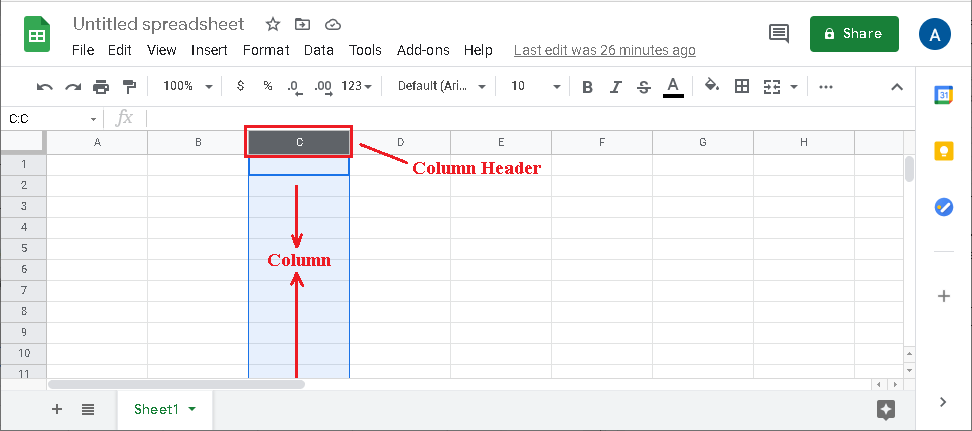 Untitled spreadsheet
File Edit View Insert Format Data Tools Add-ons Help Last edit was 26 minutes ago
Share
A
100% $ % .0 .00 123 Default (Ari... 10 B I S A
31
C:C fx
A B C D E F G H
Column Header
1
2
3
4
5
Column
6
7
8
9
10
11
Sheet1